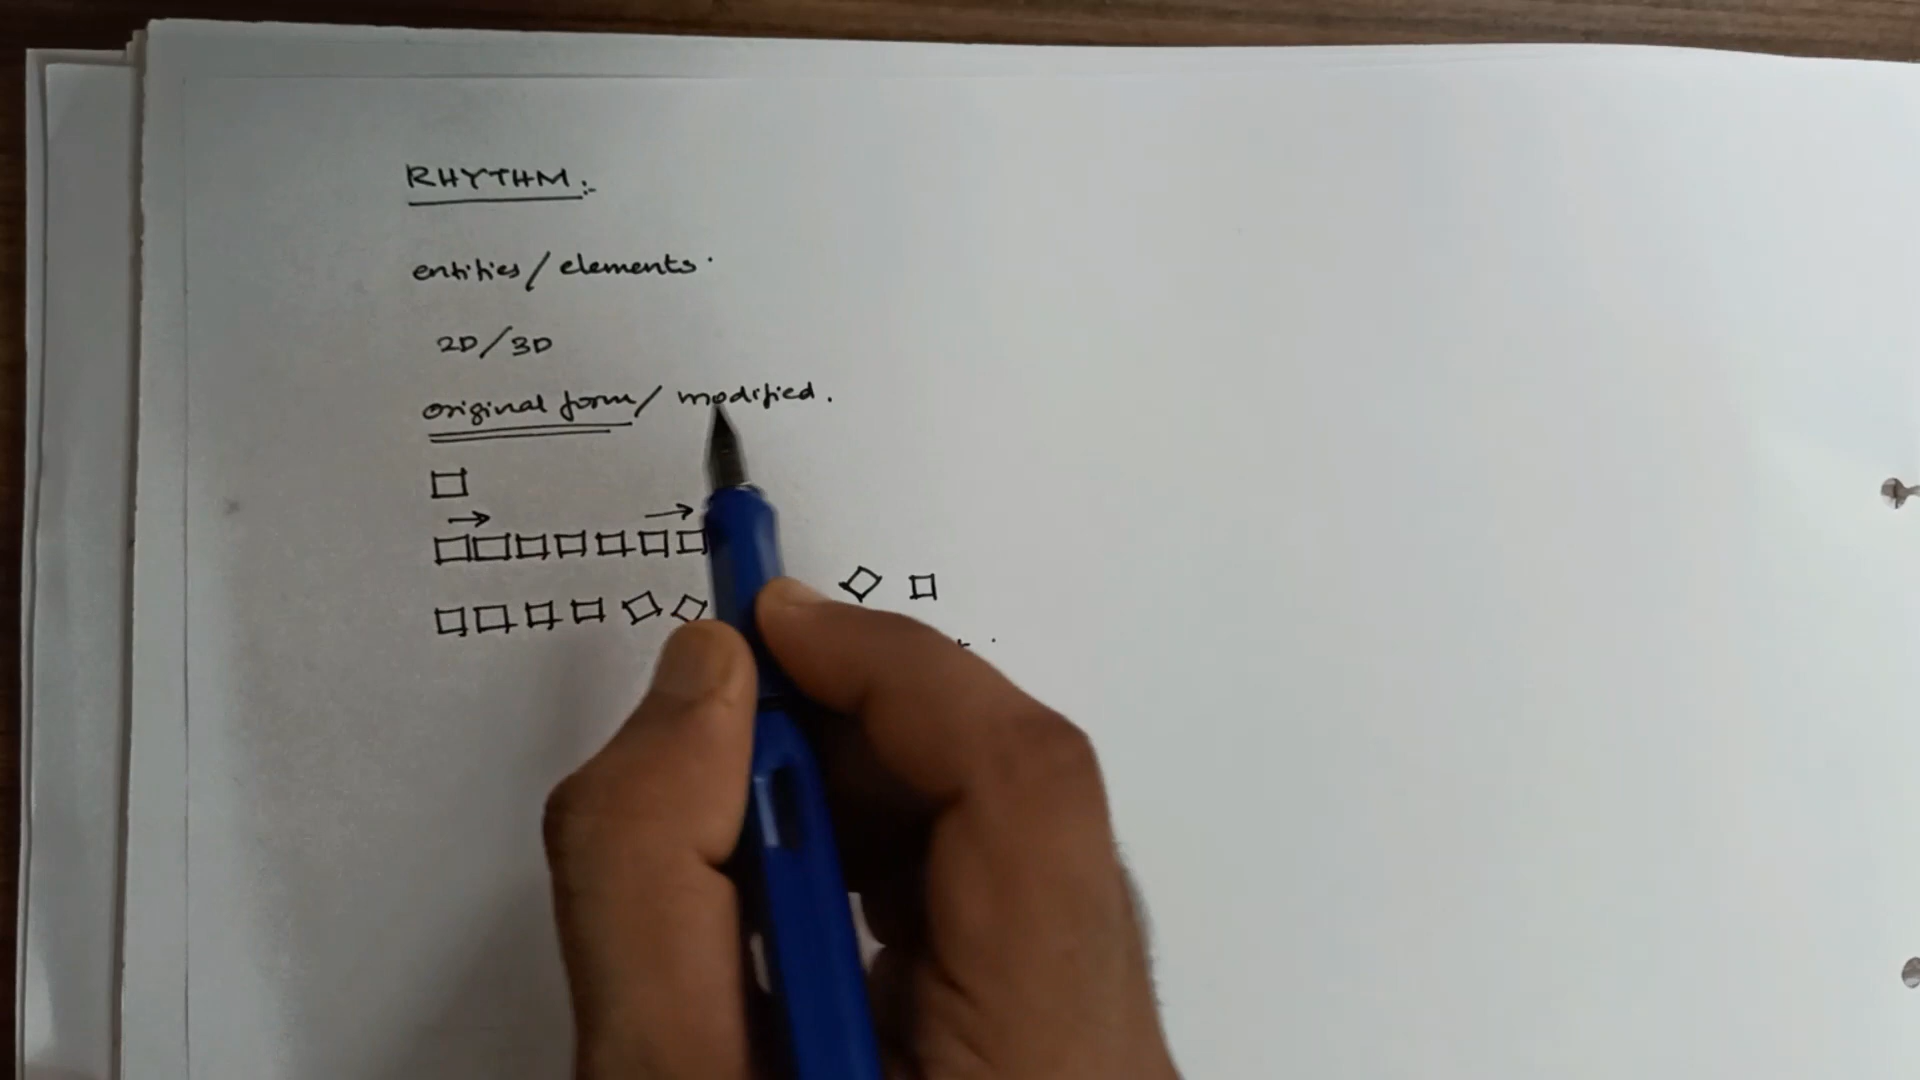 RHYTHM:-
entities / elements.
2D/3D
original form / modified.